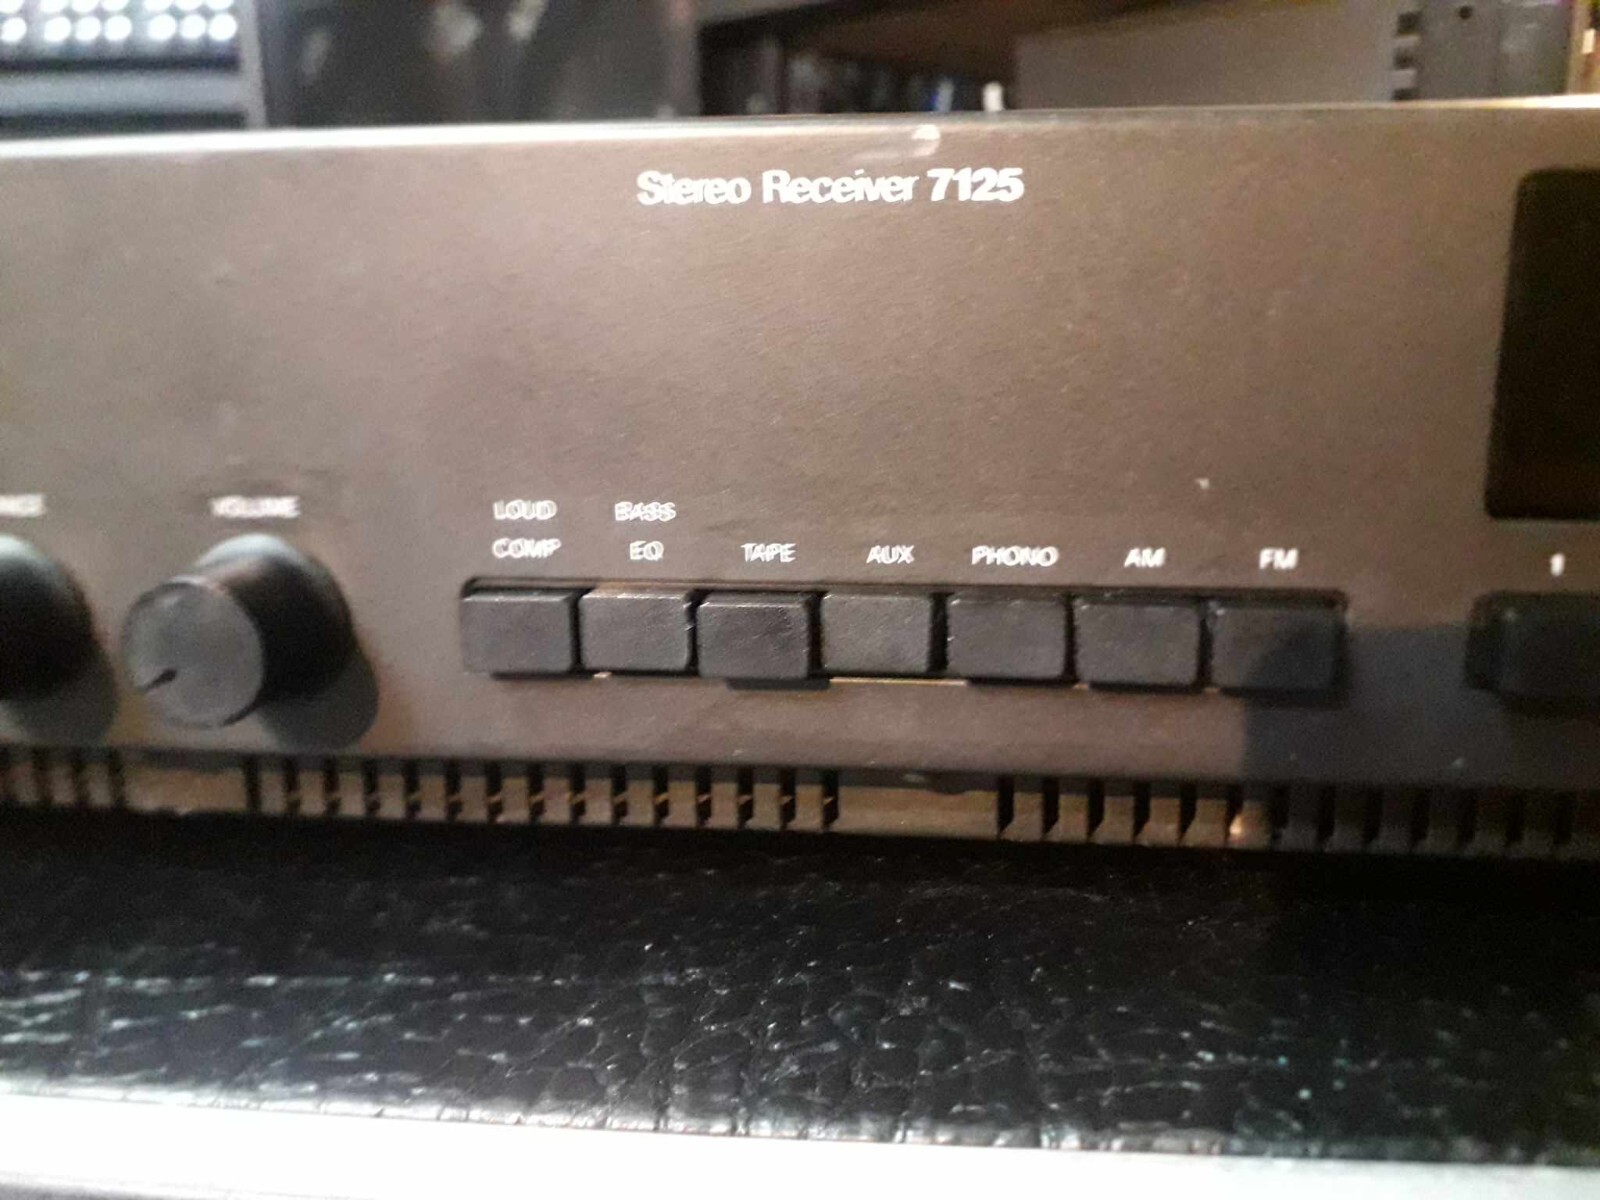 Stereo Receiver 7125
VOLUME
LOUD
COMP
BASS
EQ
TAPE
AUX
PHONO
AM
FM
1